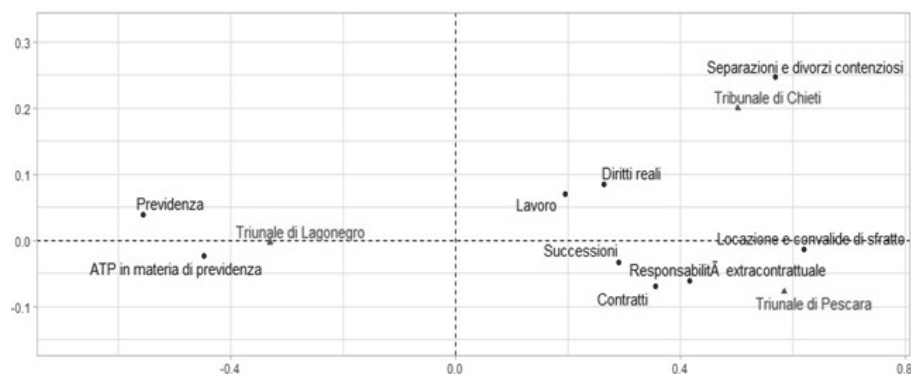 0.3
Separazioni e divorzi contenziosi
Tribunale di Chieti
0.2
0.1
Diritti reali
Previdenza
Lavoro
Triunale di Lagonegro
0.0
Locazione e convalide di sfratto
Successioni
ATP in materia di previdenza
ResponsabilitÃ extracontrattuale
Contratti
Triunale di Pescara
-0.1
-0.4
0.0
0.4
0.8